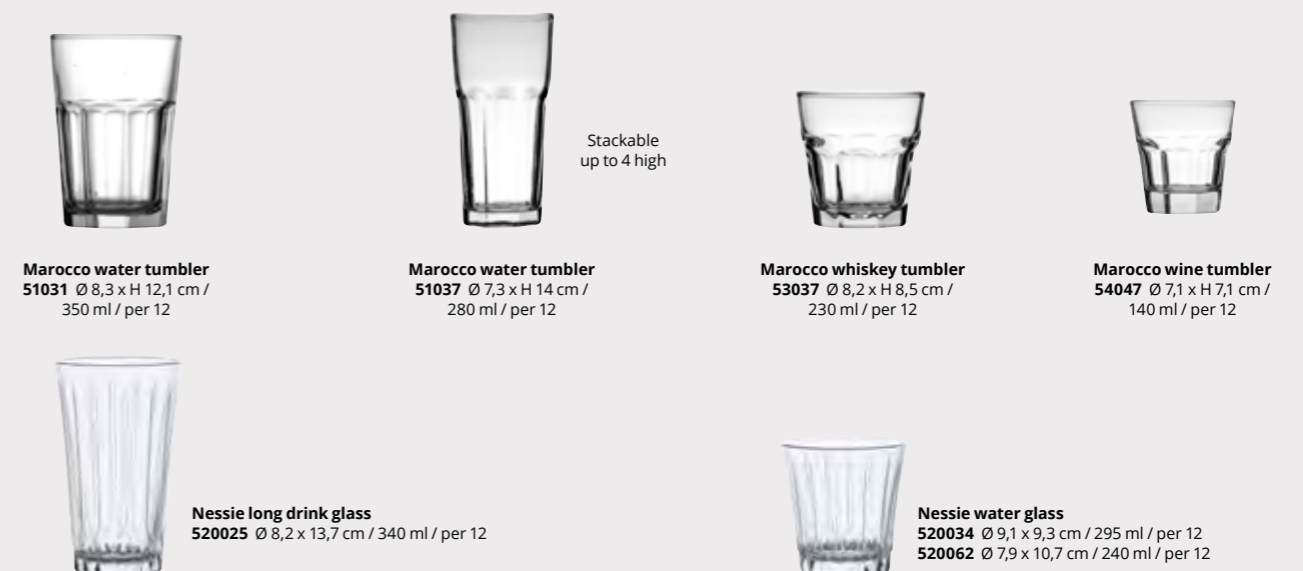 Stackable
up to 4 high
Marocco water tumbler
51031 Ø 8,3 x H 12,1 cm /
350 ml / per 12
Marocco water tumbler
51037 Ø 7,3 x H 14 cm /
280 ml / per 12
Marocco whiskey tumbler
53037 Ø 8,2 x H 8,5 cm /
230 ml / per 12
Marocco wine tumbler
54047 Ø 7,1 x H 7,1 cm /
140 ml / per 12
Nessie long drink glass
520025 Ø 8,2 x 13,7 cm / 340 ml / per 12
Nessie water glass
520034 Ø 9,1 x 9,3 cm / 295 ml / per 12
520062 Ø 7,9 x 10,7 cm / 240 ml / per 12